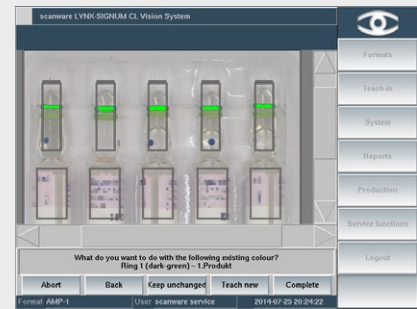 scanware LYNX-SIGNUM CL Vision System
Formats
Teach-in
System
Reports
Production
Service functions
Logout
What do you want to do with the following existing colour?
Ring 1 (dark-green) – 1.Produkt
Abort Back Keep unchanged Teach new Complete
Format AMP-1 User scanware service 2014-07-25 20:24:22